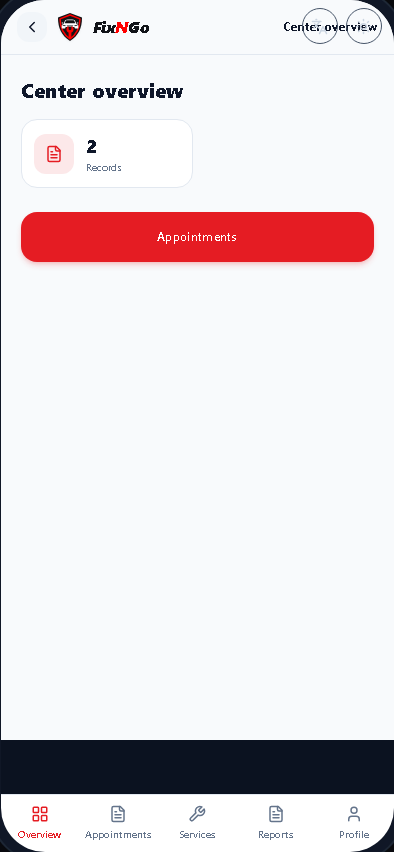 FixNGo
Center overview
Center overview
2
Records
Appointments
Overview
Appointments
Services
Reports
Profile